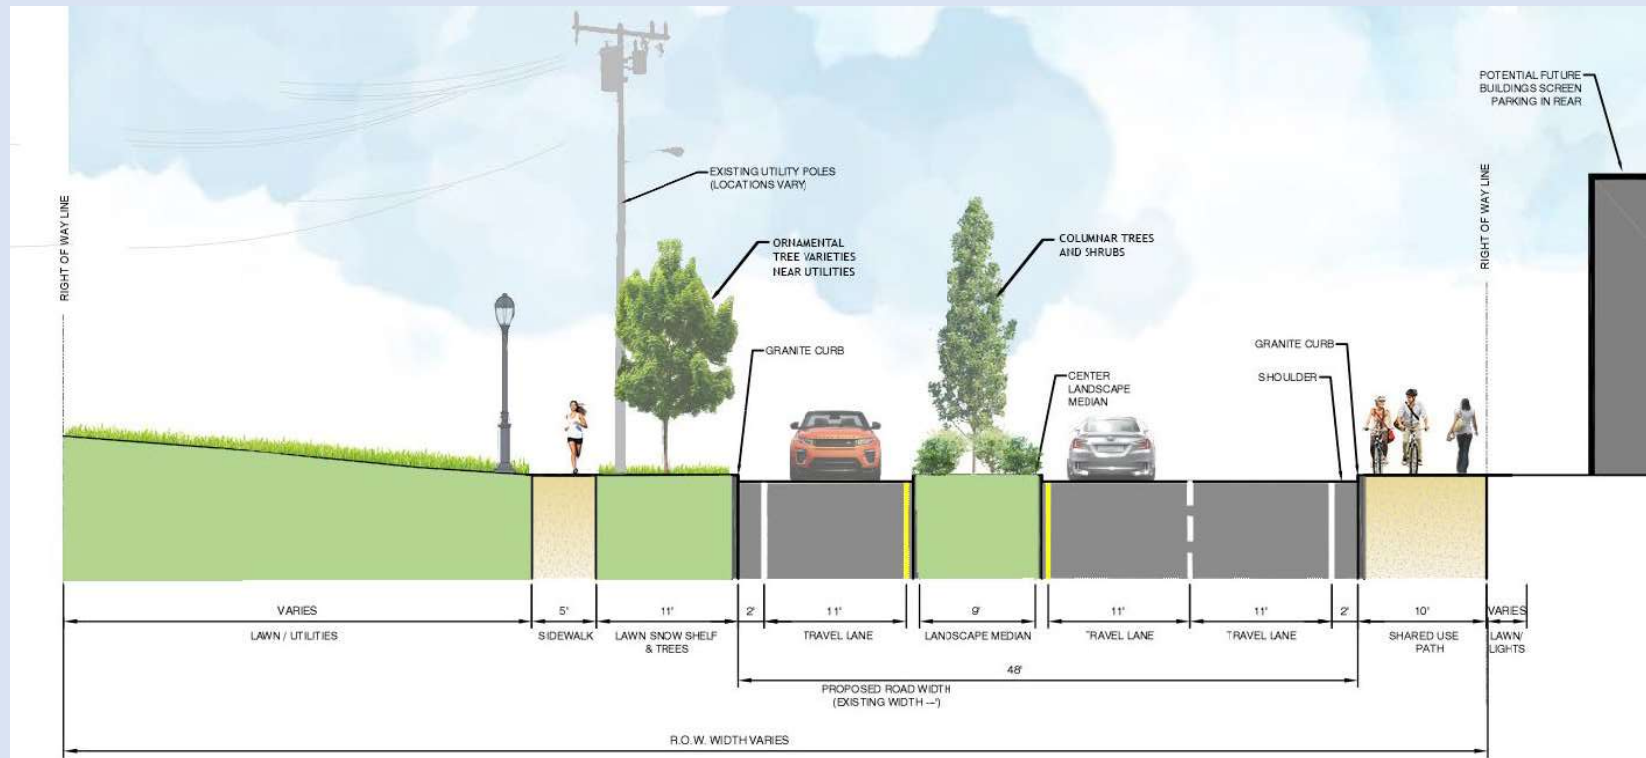 POTENTIAL FUTURE
BUILDINGS SCREEN
PARKING IN REAR
EXISTING UTILITY POLES
(LOCATIONS VARY)
RIGHT OF WAY LINE
RIGHT OF WAY LINE
ORNAMENTAL
TREE VARIETIES
NEAR UTILITIES
COLUMNAR TREES
AND SHRUBS
GRANITE CURB
GRANITE CURB
SHOULDER
CENTER
LANDSCAPE
MEDIAN
VARIES
5'
11'
2'
11'
9'
11'
11'
2'
10'
VARIES
LAWN / UTILITIES
SIDEWALK
LAWN SNOW SHELF
& TREES
TRAVEL LANE
LANDSCAPE MEDIAN
TRAVEL LANE
TRAVEL LANE
SHARED USE
PATH
LAWN/
LIGHTS
48'
PROPOSED ROAD WIDTH
(EXISTING WIDTH --')
R.O.W. WIDTH VARIES